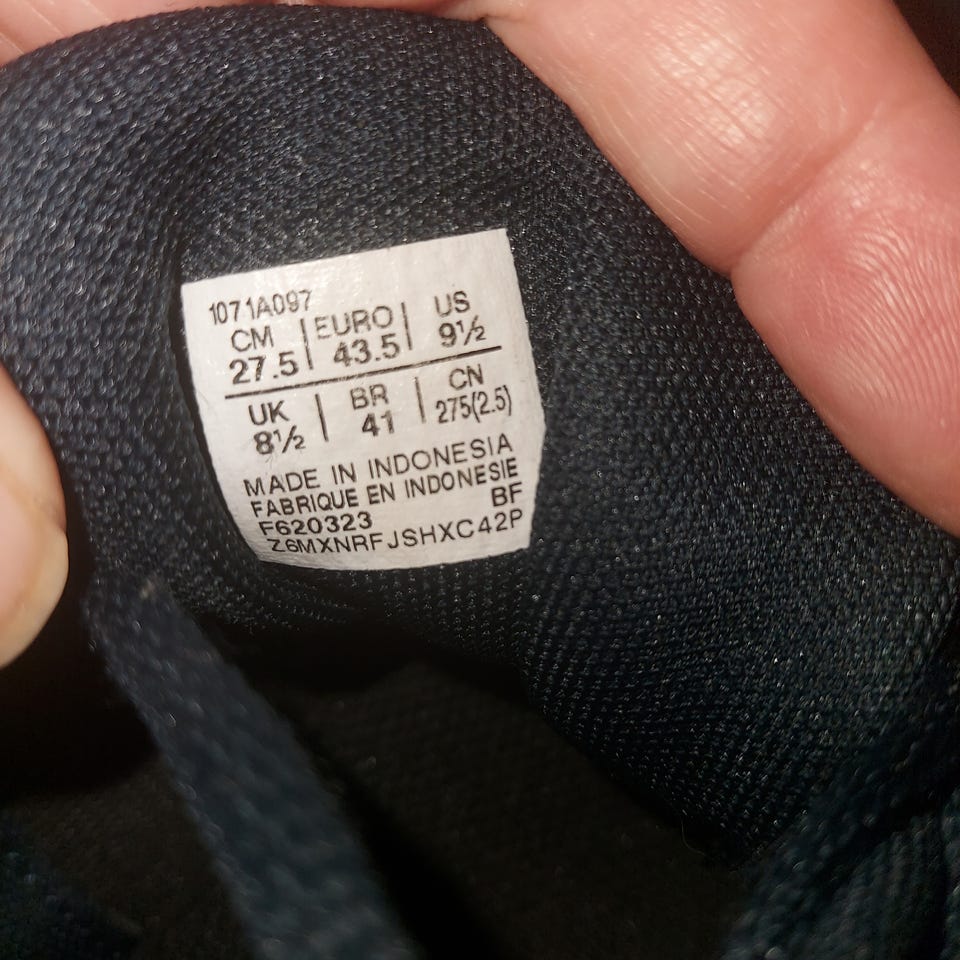 1071A097
CM | EURO | US
27.5 | 43.5 | 9½
UK | BR | CN
8½ | 41 | 275(2.5)
MADE IN INDONESIA
FABRIQUE EN INDONESIE
F620323 BF
Z6MXNRFJSHXC42P